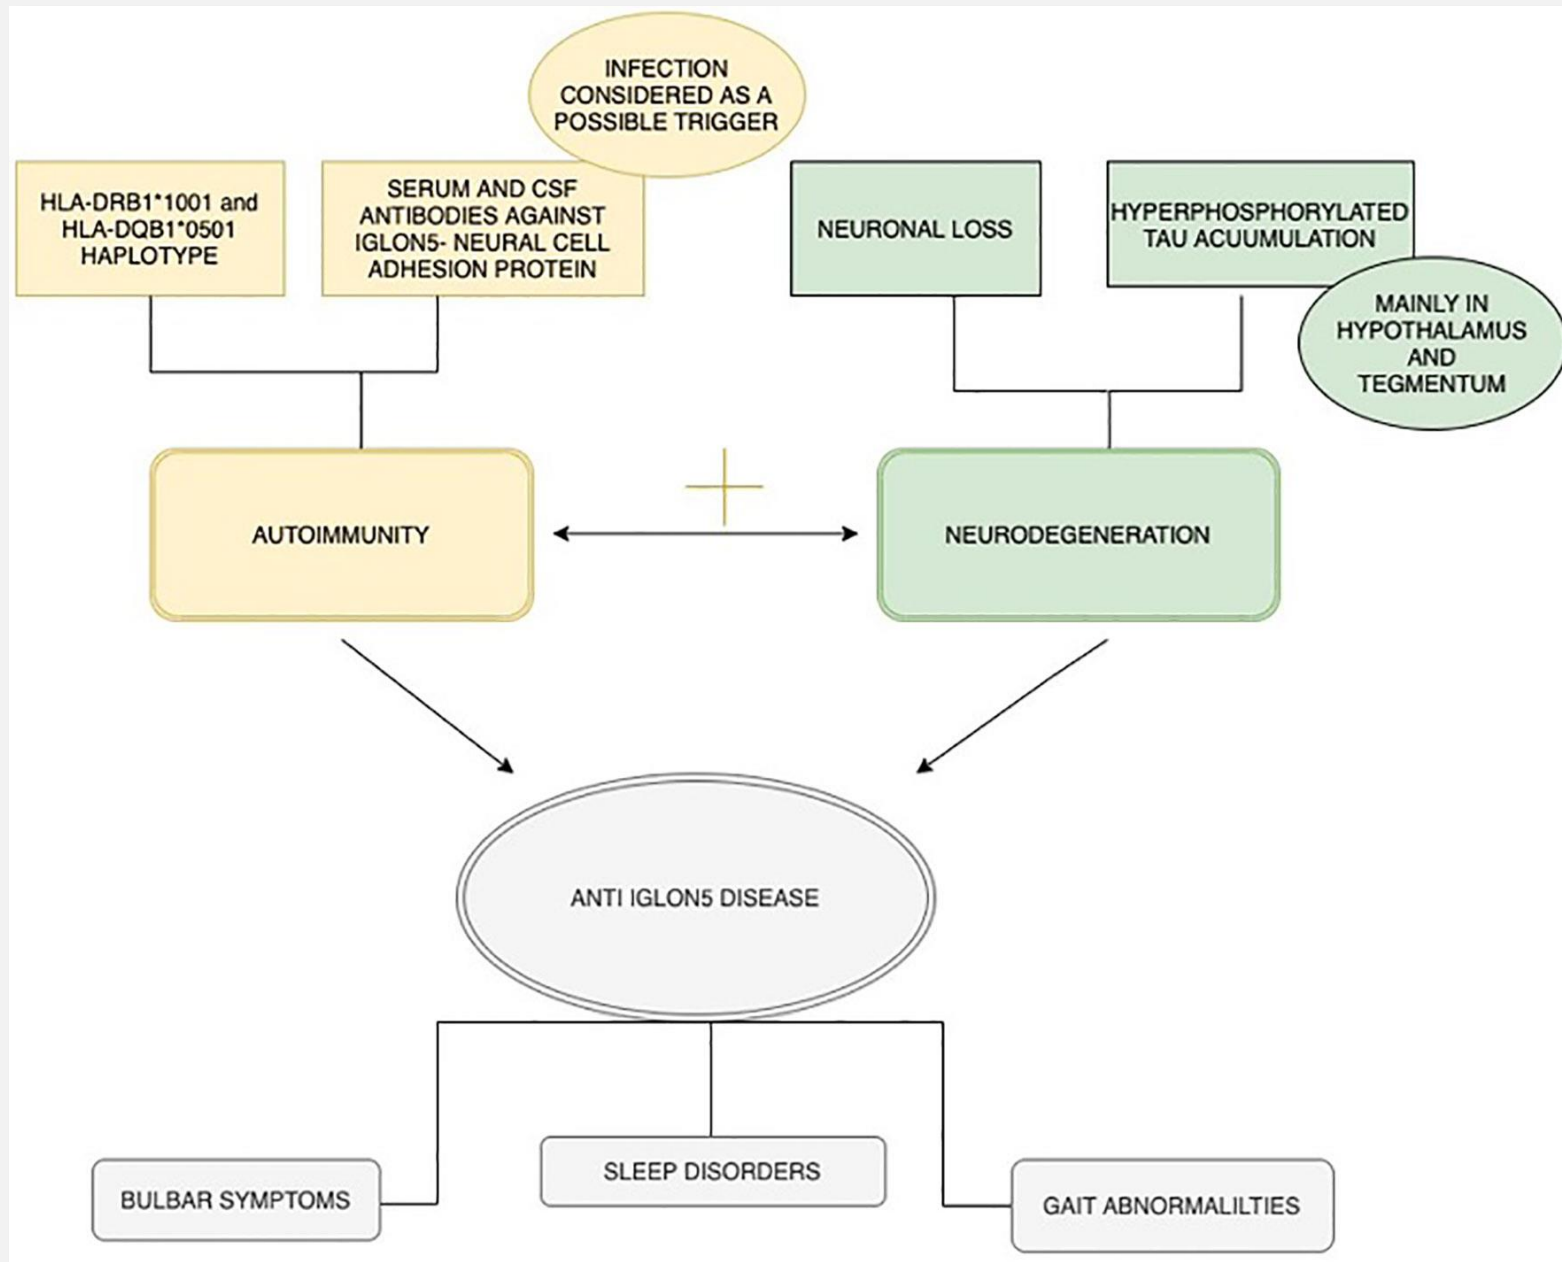 INFECTION
CONSIDERED AS A
POSSIBLE TRIGGER
HLA-DRB1*1001 and
HLA-DQB1*0501
HAPLOTYPE
SERUM AND CSF
ANTIBODIES AGAINST
IGLON5- NEURAL CELL
ADHESION PROTEIN
NEURONAL LOSS
HYPERPHOSPHORYLATED
TAU ACUUMULATION
MAINLY IN
HYPOTHALAMUS
AND
TEGMENTUM
AUTOIMMUNITY
NEURODEGENERATION
ANTI IGLON5 DISEASE
BULBAR SYMPTOMS
SLEEP DISORDERS
GAIT ABNORMALILTIES